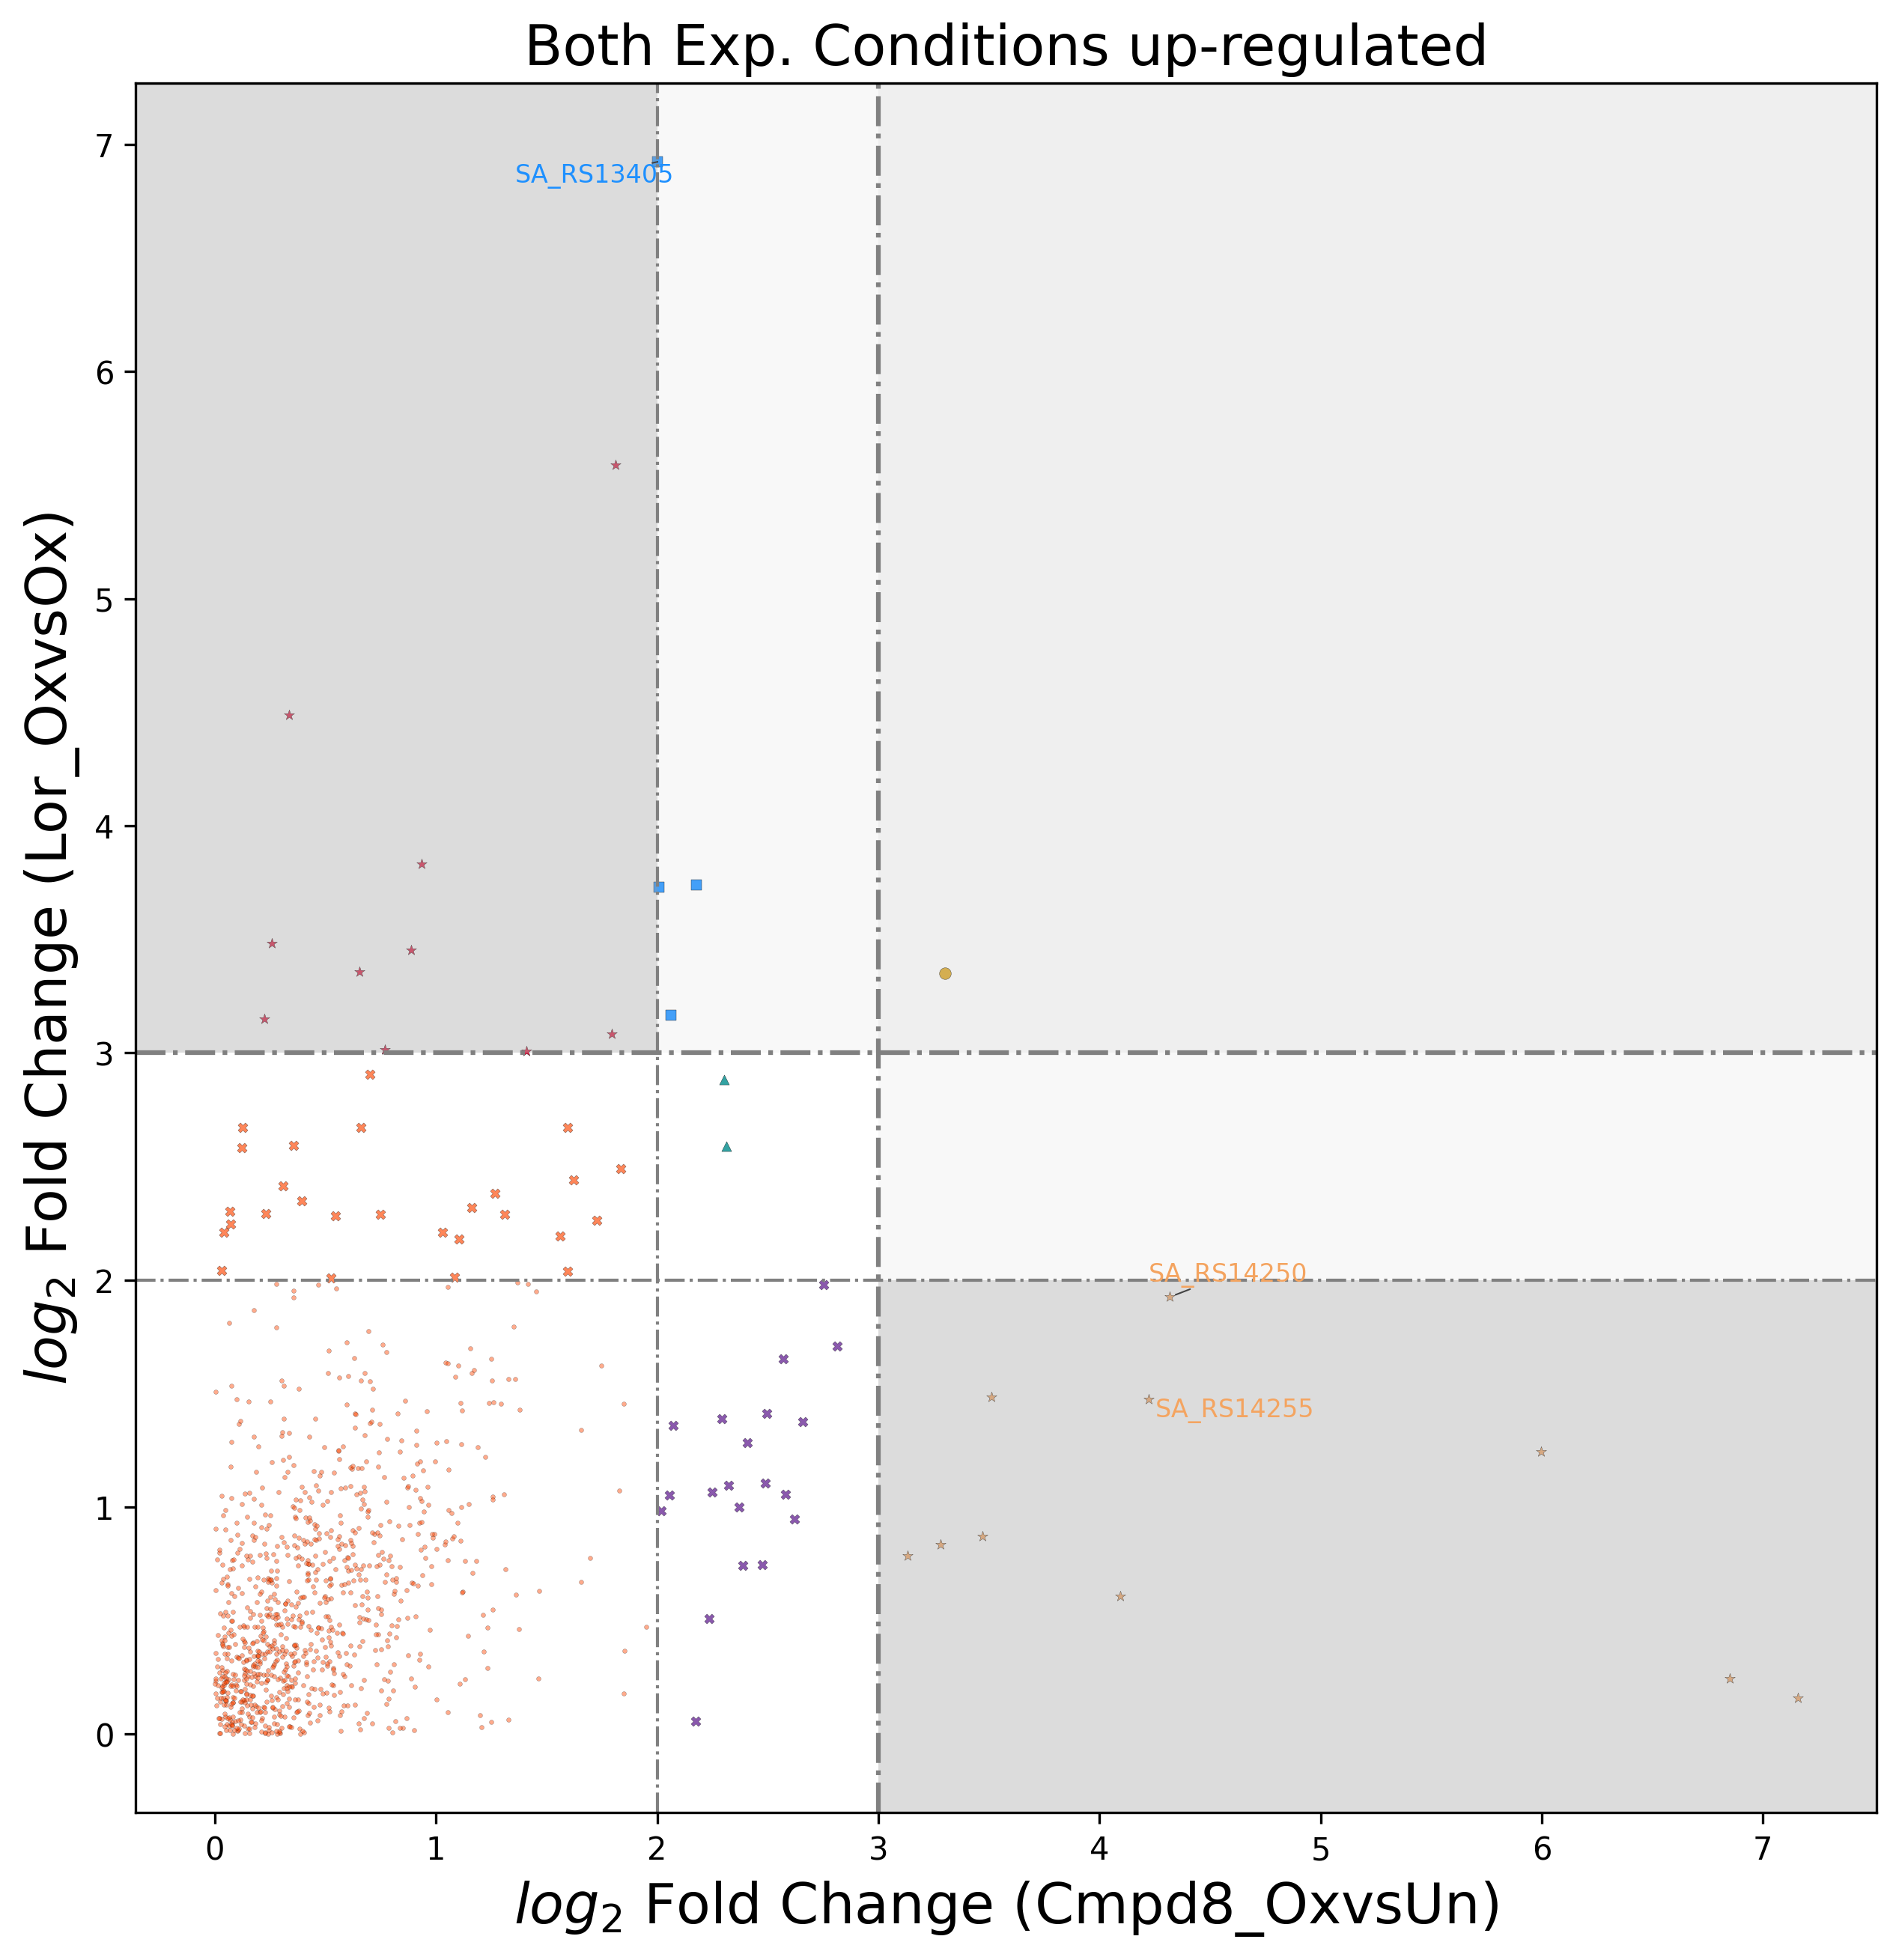 Both Exp. Conditions up-regulated
log2 Fold Change (Lor_OxvsOx)
7
6
5
4
3
2
1
0
SA_RS13405
SA_RS14250
SA_RS14255
0 1 2 3 4 5 6 7
log2 Fold Change (Cmpd8_OxvsUn)